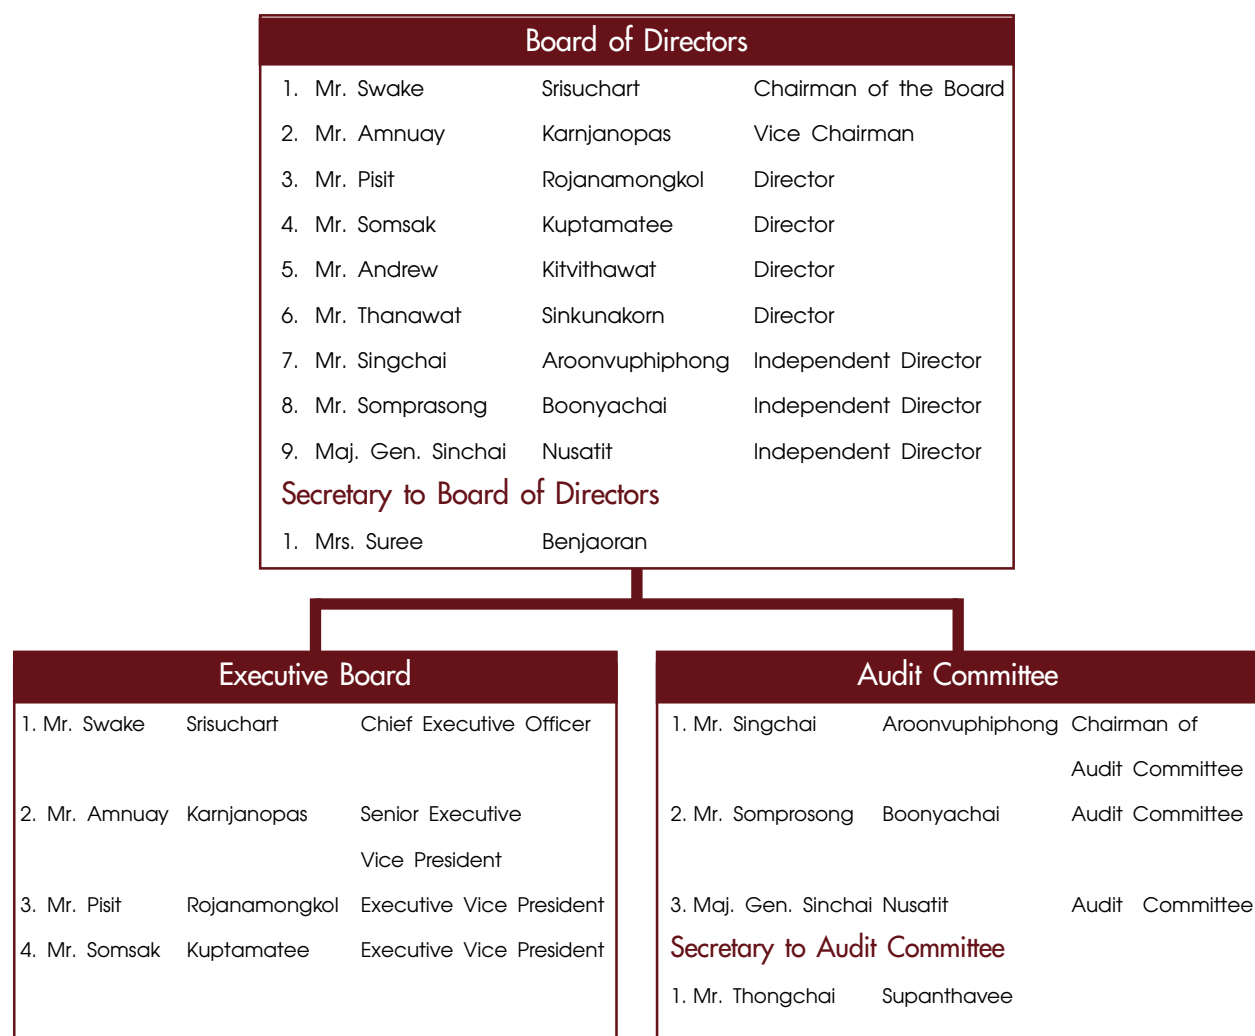 Board of Directors
1. Mr. Swake Srisuchart Chairman of the Board
2. Mr. Amnuay Karnjanopas Vice Chairman
3. Mr. Pisit Rojanamongkol Director
4. Mr. Somsak Kuptamatee Director
5. Mr. Andrew Kitvithawat Director
6. Mr. Thanawat Sinkunakorn Director
7. Mr. Singchai Aroonvuphiphong Independent Director
8. Mr. Somprasong Boonyachai Independent Director
9. Maj. Gen. Sinchai Nusatit Independent Director
Secretary to Board of Directors
1. Mrs. Suree Benjaoran
Executive Board
1. Mr. Swake Srisuchart Chief Executive Officer
2. Mr. Amnuay Karnjanopas Senior Executive
Vice President
3. Mr. Pisit Rojanamongkol Executive Vice President
4. Mr. Somsak Kuptamatee Executive Vice President
Audit Committee
1. Mr. Singchai Aroonvuphiphong Chairman of
Audit Committee
2. Mr. Somprosong Boonyachai Audit Committee
3. Maj. Gen. Sinchai Nusatit Audit Committee
Secretary to Audit Committee
1. Mr. Thongchai Supanthavee